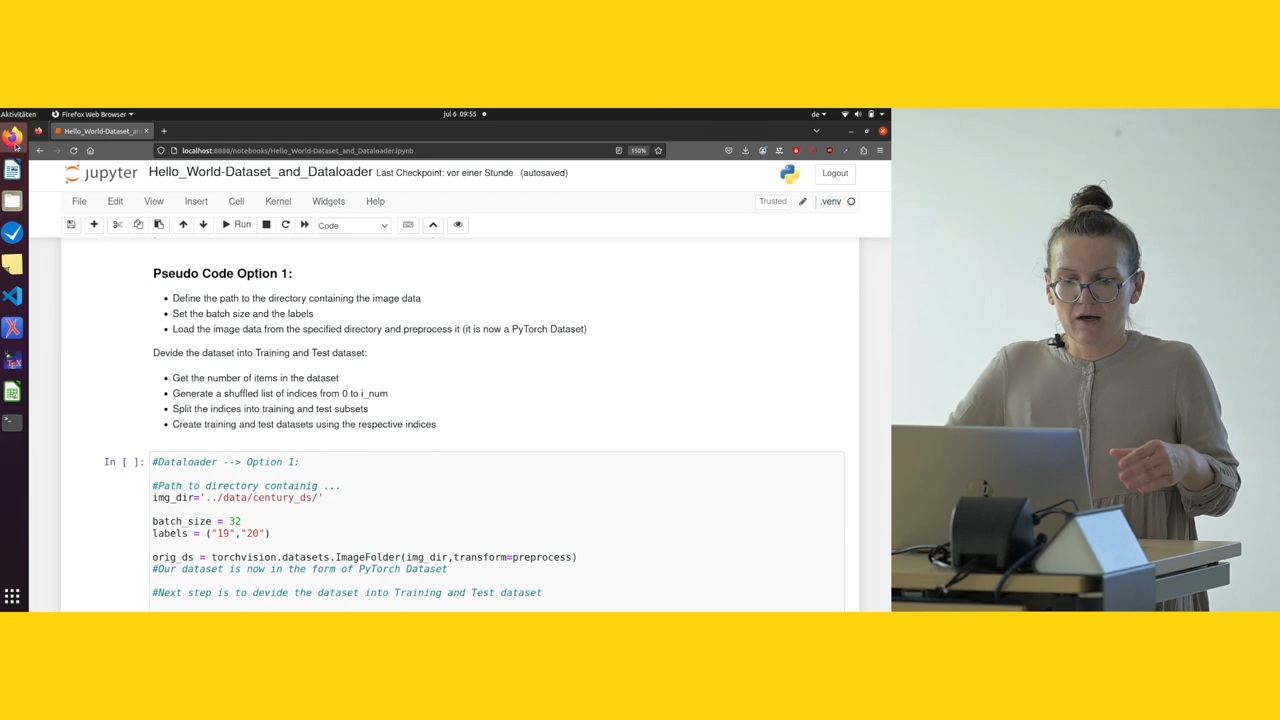 Aktivitäten
Firefox Web Browser
Jul 6 09:55
de
Hello_World-Dataset_anc
localhost:8888/notebooks/Hello_World-Dataset_and_Dataloader.ipynb
150%
jupyter
Hello_World-Dataset_and_Dataloader Last Checkpoint: vor einer Stunde (autosaved)
Logout
File Edit View Insert Cell Kernel Widgets Help
Trusted
.venv
Run
Code
Pseudo Code Option 1:
• Define the path to the directory containing the image data
• Set the batch size and the labels
• Load the image data from the specified directory and preprocess it (it is now a PyTorch Dataset)
Devide the dataset into Training and Test dataset:
• Get the number of items in the dataset
• Generate a shuffled list of indices from 0 to i_num
• Split the indices into training and test subsets
• Create training and test datasets using the respective indices
In [ ]: #Dataloader --> Option 1:
#Path to directory containig ...
img_dir='../data/century_ds/'
batch_size = 32
labels = ("19","20")
orig_ds = torchvision.datasets.ImageFolder(img_dir,transform=preprocess)
#Our dataset is now in the form of PyTorch Dataset
#Next step is to devide the dataset into Training and Test dataset